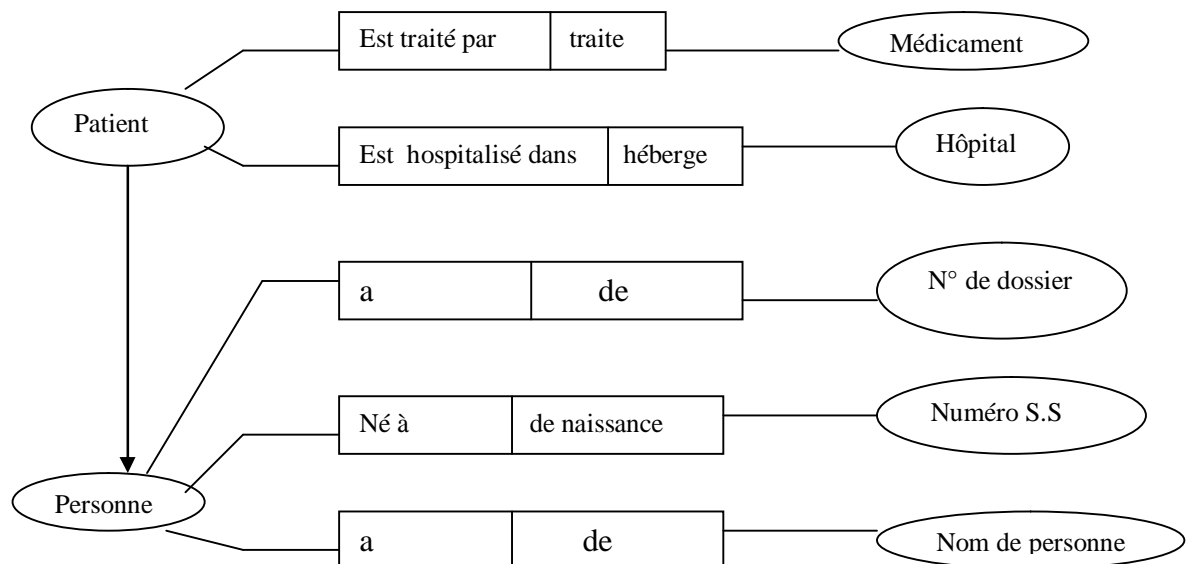 Est traité par traite Médicament
Patient
Est hospitalisé dans héberge Hôpital
a de N° de dossier
Né à de naissance Numéro S.S
Personne
a de Nom de personne